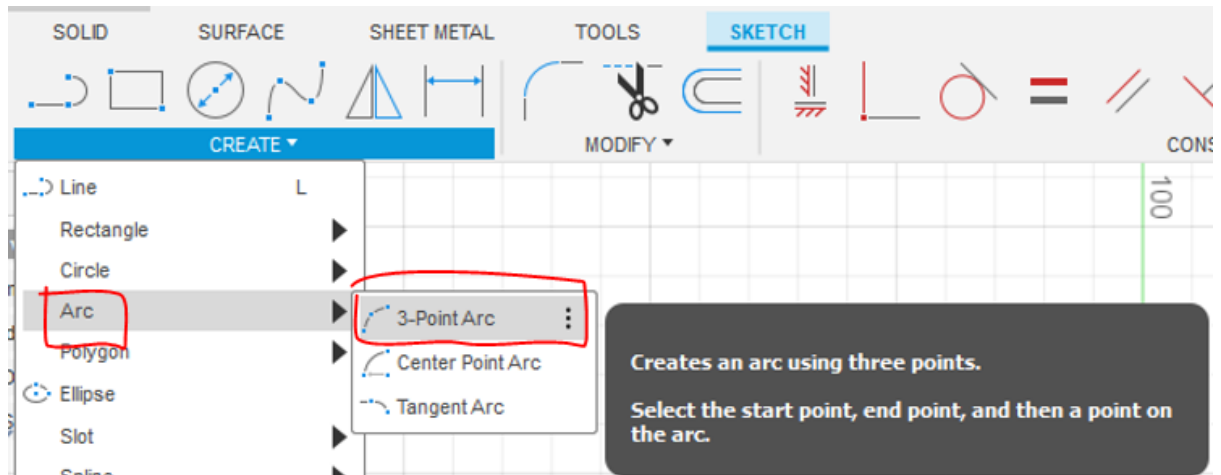 SOLID SURFACE SHEET METAL TOOLS SKETCH
CREATE MODIFY CONS
Line L
Rectangle
Circle
Arc
Polygon
Ellipse
Slot
3-Point Arc
Center Point Arc
Tangent Arc
100
Creates an arc using three points.
Select the start point, end point, and then a point on
the arc.